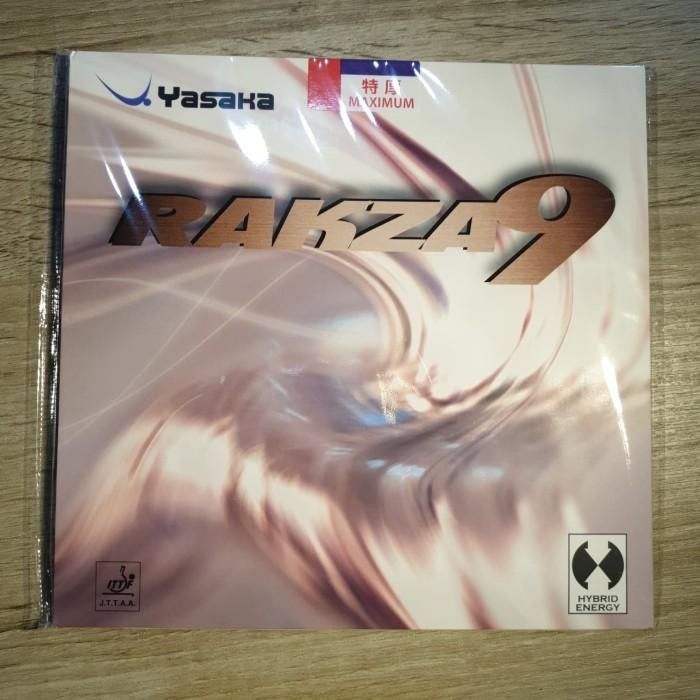 Yasaka
特厚
MAXIMUM
RAKZA9
ITTF
J.T.T.A.A.
HYBRID
ENERGY